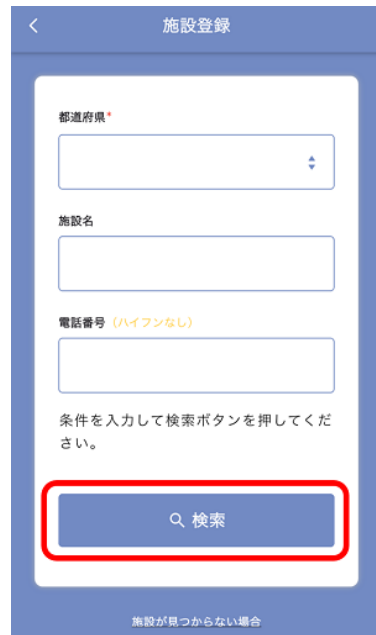 施設登録
都道府県*
施設名
電話番号（ハイフンなし）
条件を入力して検索ボタンを押してくだ
さい。
検索
施設が見つからない場合